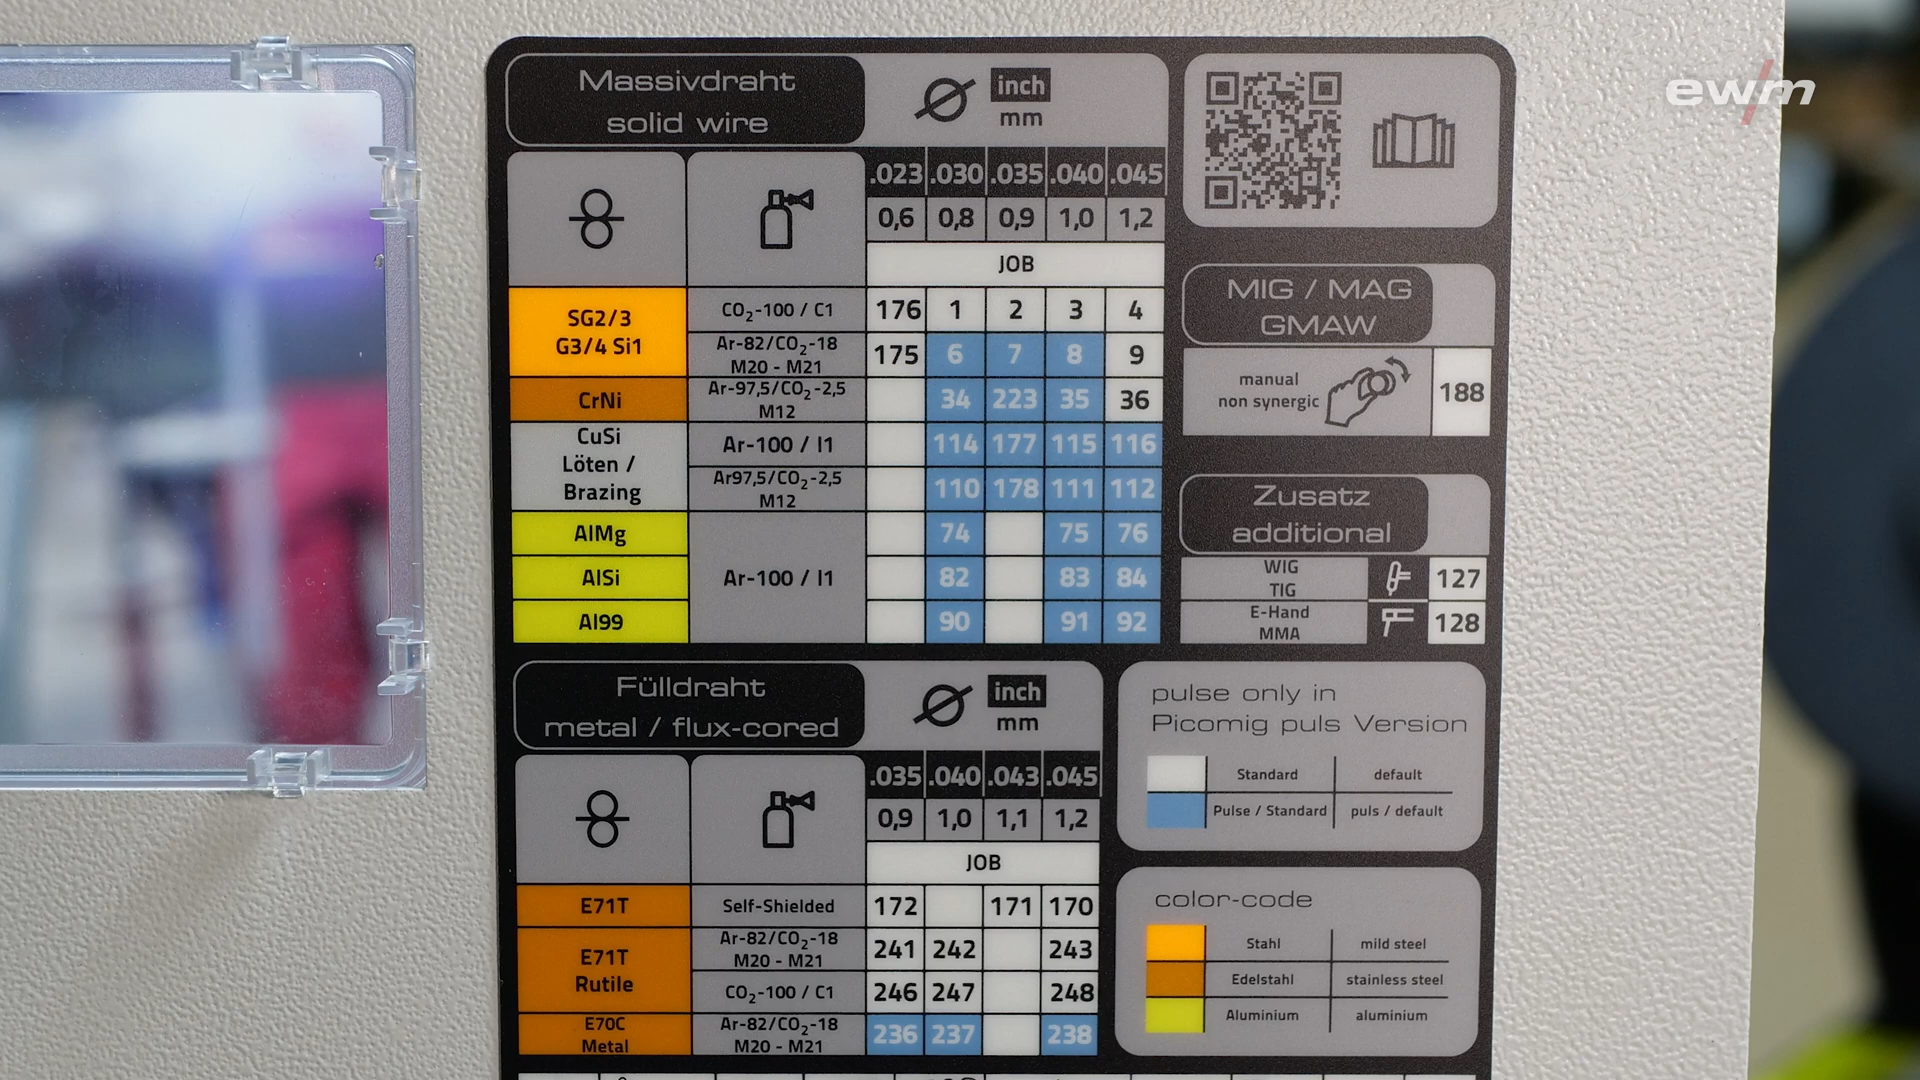 ewm
Massivdraht
solid wire
inch
mm
.023 .030 .035 .040 .045
0,6 0,8 0,9 1,0 1,2
JOB
SG2/3
G3/4 Si1
CO₂-100 / C1
176 1 2 3 4
Ar-82/CO₂-18
M20 - M21
175 6 7 8 9
CrNi
Ar-97,5/CO₂-2,5
M12
34 223 35 36
CuSi
Löten /
Brazing
Ar-100 / I1
114 177 115 116
Ar97,5/CO₂-2,5
M12
110 178 111 112
AlMg
74 75 76
AlSi
Ar-100 / I1
82 83 84
Al99
90 91 92
MIG / MAG
GMAW
manual
non synergic
188
Zusatz
additional
WIG
TIG
127
E-Hand
MMA
128
Fülldraht
metal / flux-cored
inch
mm
.035 .040 .043 .045
0,9 1,0 1,1 1,2
JOB
E71T
Self-Shielded
172 171 170
E71T
Rutile
Ar-82/CO₂-18
M20 - M21
241 242 243
CO₂-100 / C1
246 247 248
E70C
Metal
Ar-82/CO₂-18
M20 - M21
236 237 238
pulse only in
Picomig puls Version
Standard default
Pulse / Standard puls / default
color-code
Stahl mild steel
Edelstahl stainless steel
Aluminium aluminium